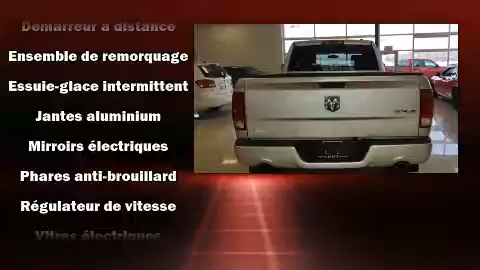 Démarreur à distance
Ensemble de remorquage
Essuie-glace intermittent
Jantes aluminium
Mirroirs électriques
Phares anti-brouillard
Régulateur de vitesse
Vitres électriques